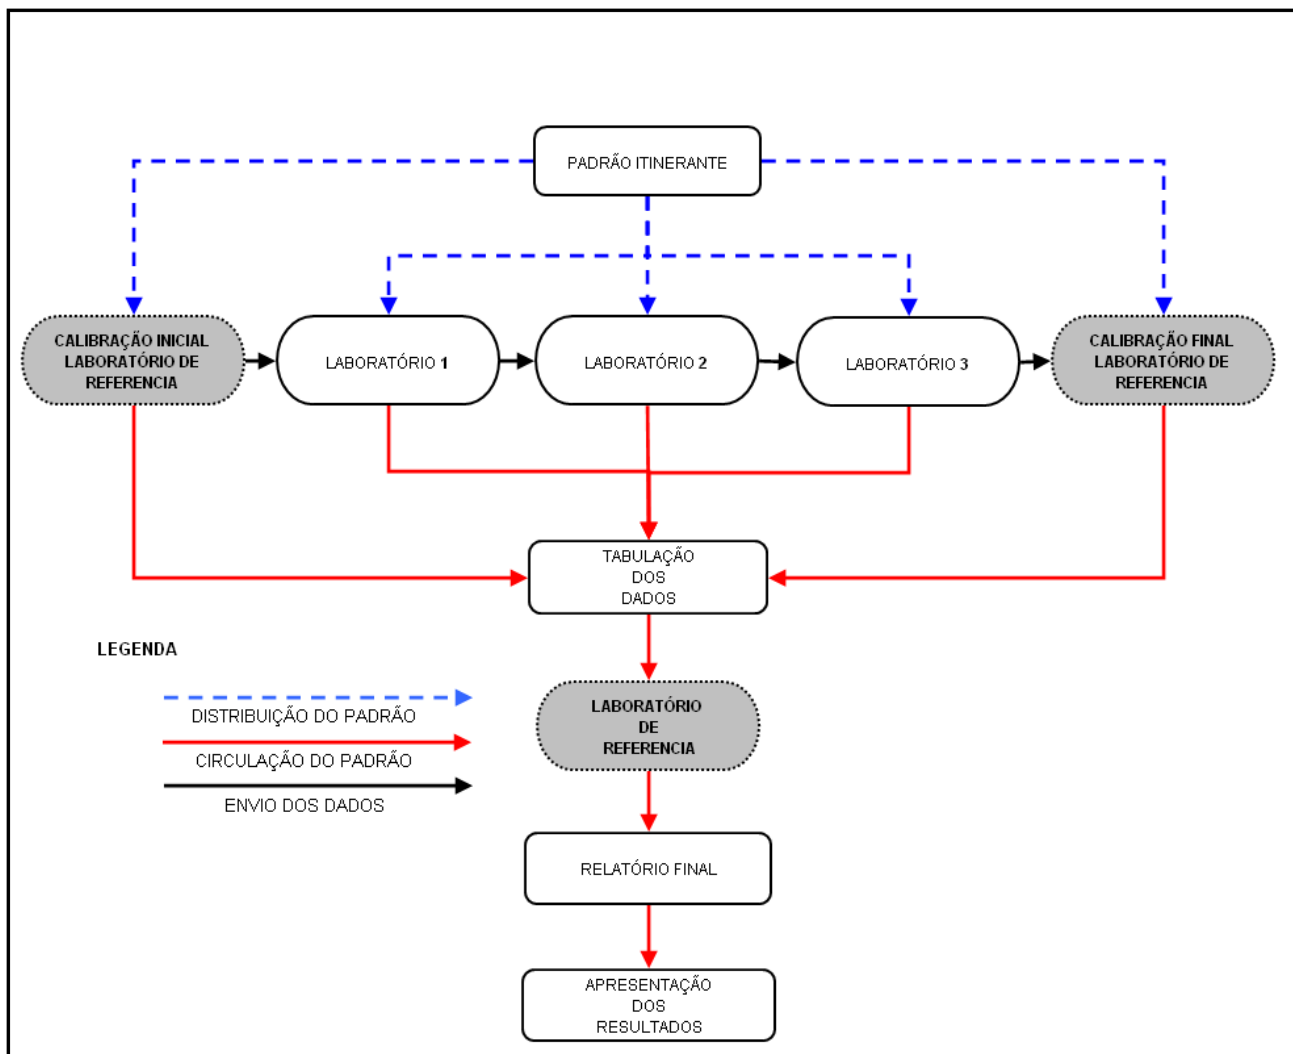 PADRÃO ITINERANTE
CALIBRAÇÃO INICIAL
LABORATÓRIO DE
REFERENCIA
LABORATÓRIO 1
LABORATÓRIO 2
LABORATÓRIO 3
CALIBRAÇÃO FINAL
LABORATÓRIO DE
REFERENCIA
TABULAÇÃO
DOS
DADOS
LEGENDA
DISTRIBUIÇÃO DO PADRÃO
CIRCULAÇÃO DO PADRÃO
ENVIO DOS DADOS
LABORATÓRIO
DE
REFERENCIA
RELATÓRIO FINAL
APRESENTAÇÃO
DOS
RESULTADOS